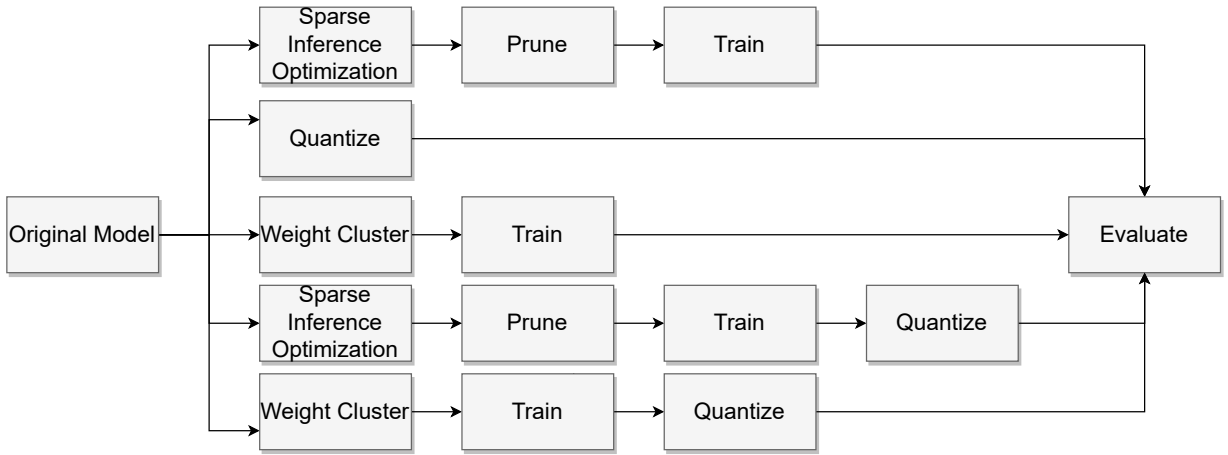 Sparse
Inference
Optimization
Prune
Train
Quantize
Original Model
Weight Cluster
Train
Evaluate
Sparse
Inference
Optimization
Prune
Train
Quantize
Weight Cluster
Train
Quantize